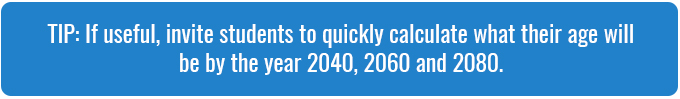 TIP: If useful, invite students to quickly calculate what their age will
be by the year 2040, 2060 and 2080.